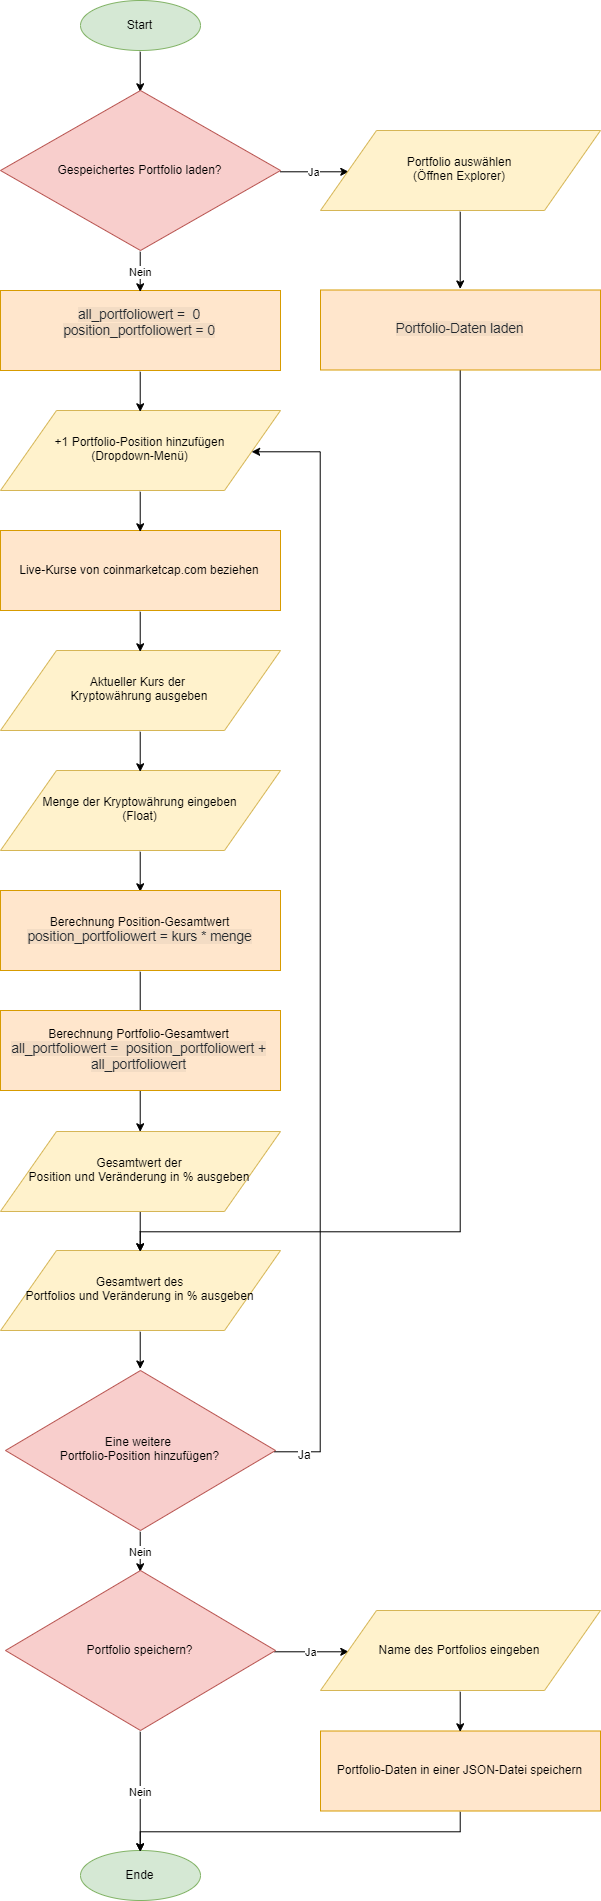 Start
Gespeichertes Portfolio laden?
Ja
Portfolio auswählen
(Öffnen Explorer)
Nein
all_portfoliowert =  0
position_portfoliowert = 0
Portfolio-Daten laden
+1 Portfolio-Position hinzufügen
(Dropdown-Menü)
Live-Kurse von coinmarketcap.com beziehen
Aktueller Kurs der
Kryptowährung ausgeben
Menge der Kryptowährung eingeben
(Float)
Berechnung Position-Gesamtwert
position_portfoliowert = kurs * menge
Berechnung Portfolio-Gesamtwert
all_portfoliowert =  position_portfoliowert +
all_portfoliowert
Gesamtwert der
Position und Veränderung in % ausgeben
Gesamtwert des
Portfolios und Veränderung in % ausgeben
Eine weitere
Portfolio-Position hinzufügen?
Ja
Nein
Portfolio speichern?
Ja
Name des Portfolios eingeben
Portfolio-Daten in einer JSON-Datei speichern
Nein
Ende